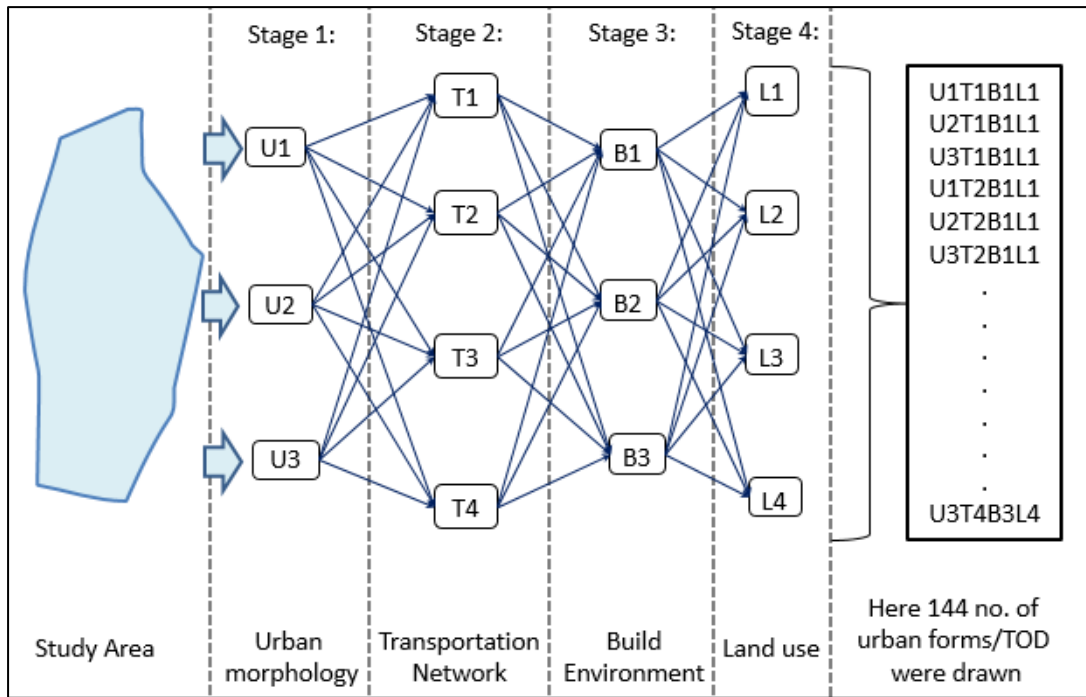 Stage 1:
Stage 2:
Stage 3:
Stage 4:
U1
U2
U3
T1
T2
T3
T4
B1
B2
B3
L1
L2
L3
L4
U1T1B1L1
U2T1B1L1
U3T1B1L1
U1T2B1L1
U2T2B1L1
U3T2B1L1
.
.
.
.
.
.
.
U3T4B3L4
Study Area
Urban
morphology
Transportation
Network
Build
Environment
Land use
Here 144 no. of
urban forms/TOD
were drawn